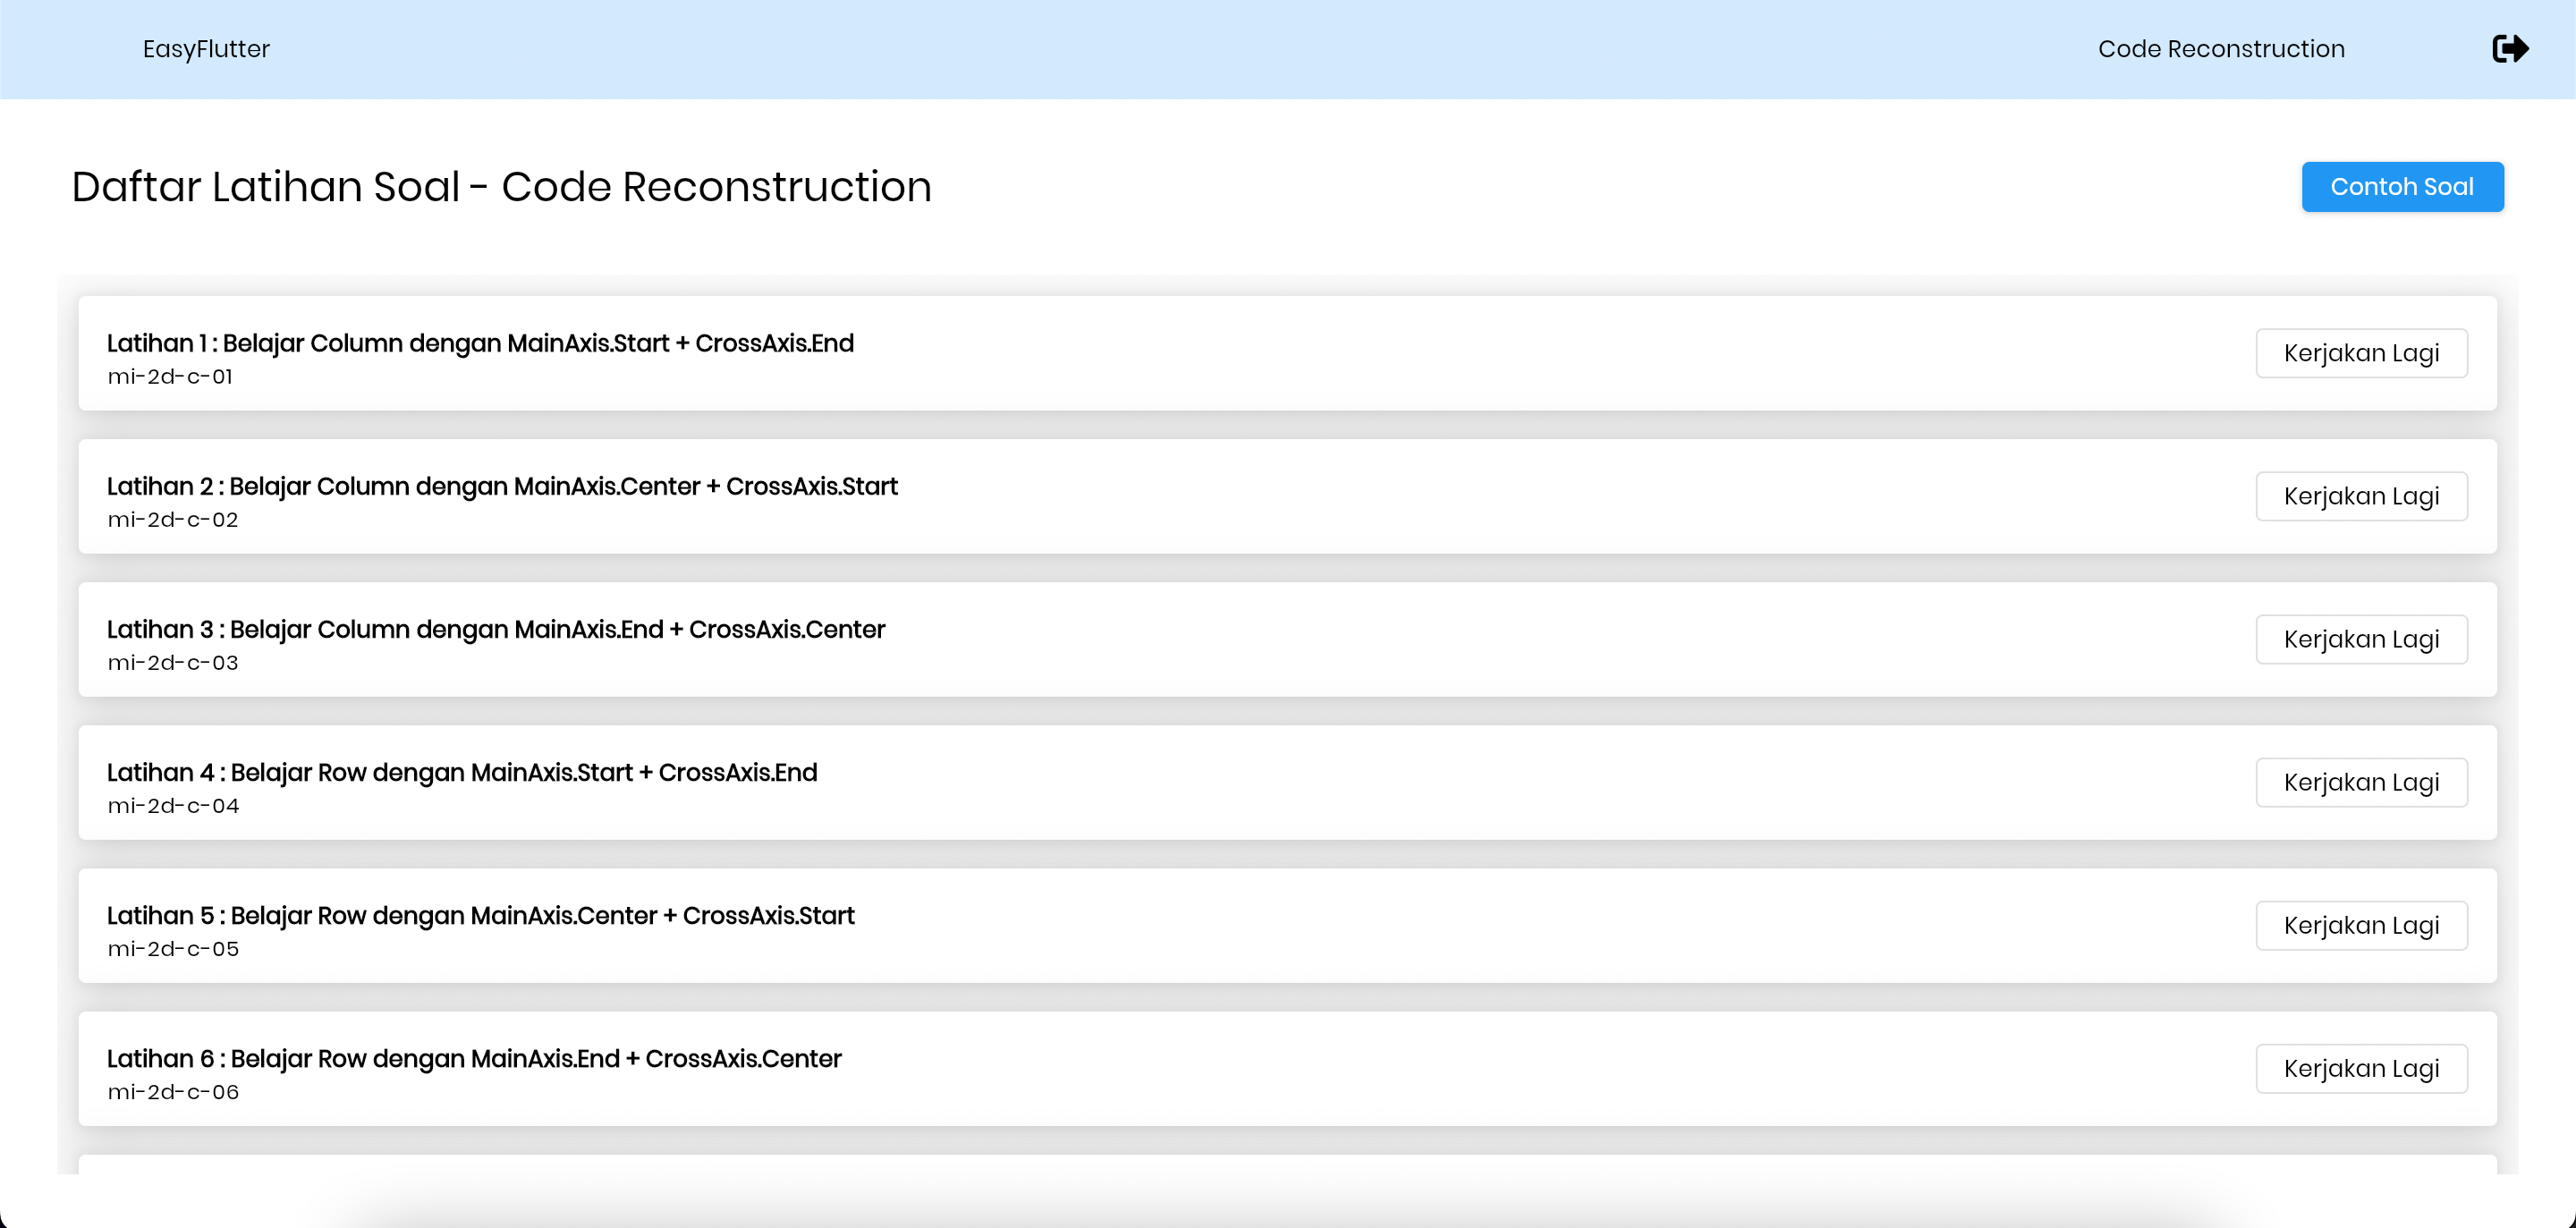 EasyFlutter
Code Reconstruction
Daftar Latihan Soal - Code Reconstruction
Contoh Soal
Latihan 1 : Belajar Column dengan MainAxis.Start + CrossAxis.End
mi-2d-c-01
Kerjakan Lagi
Latihan 2 : Belajar Column dengan MainAxis.Center + CrossAxis.Start
mi-2d-c-02
Kerjakan Lagi
Latihan 3 : Belajar Column dengan MainAxis.End + CrossAxis.Center
mi-2d-c-03
Kerjakan Lagi
Latihan 4 : Belajar Row dengan MainAxis.Start + CrossAxis.End
mi-2d-c-04
Kerjakan Lagi
Latihan 5 : Belajar Row dengan MainAxis.Center + CrossAxis.Start
mi-2d-c-05
Kerjakan Lagi
Latihan 6 : Belajar Row dengan MainAxis.End + CrossAxis.Center
mi-2d-c-06
Kerjakan Lagi